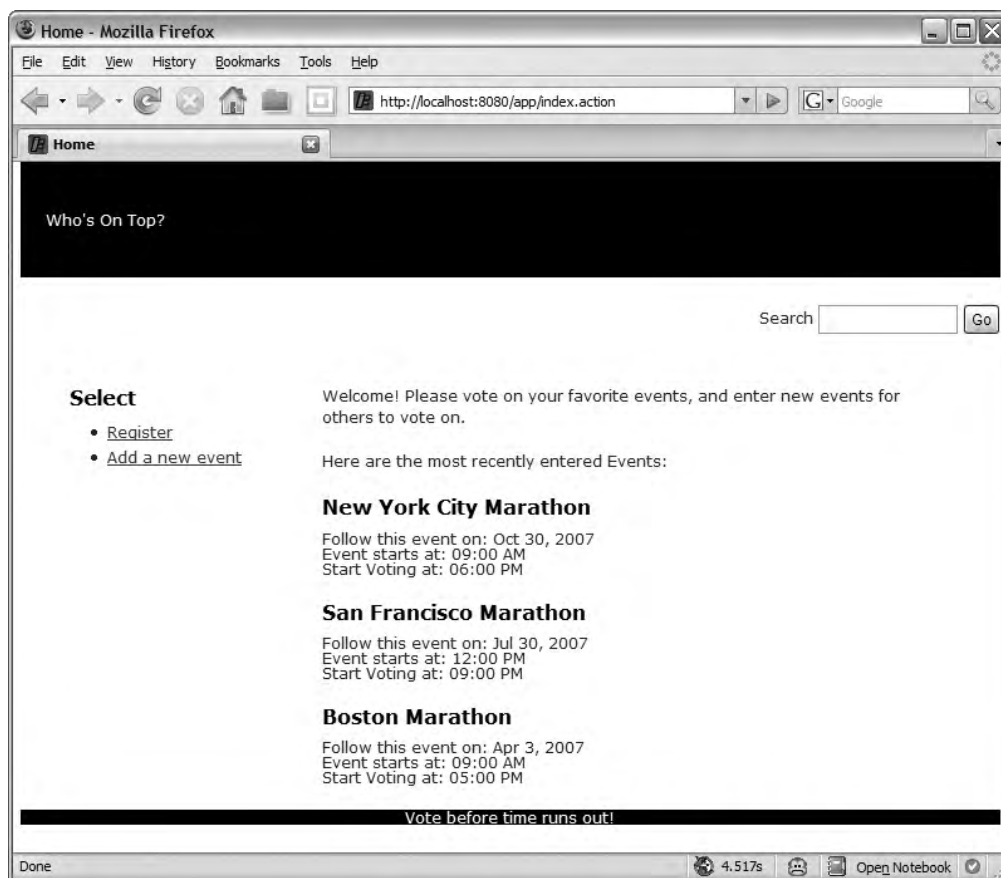 Home - Mozilla Firefox
File Edit View History Bookmarks Tools Help
http://localhost:8080/app/index.action
G Google
Home
Who's On Top?
Search Go
Select
Register
Add a new event
Welcome! Please vote on your favorite events, and enter new events for
others to vote on.
Here are the most recently entered Events:
New York City Marathon
Follow this event on: Oct 30, 2007
Event starts at: 09:00 AM
Start Voting at: 06:00 PM
San Francisco Marathon
Follow this event on: Jul 30, 2007
Event starts at: 12:00 PM
Start Voting at: 09:00 PM
Boston Marathon
Follow this event on: Apr 3, 2007
Event starts at: 09:00 AM
Start Voting at: 05:00 PM
Vote before time runs out!
Done 4.517s Open Notebook